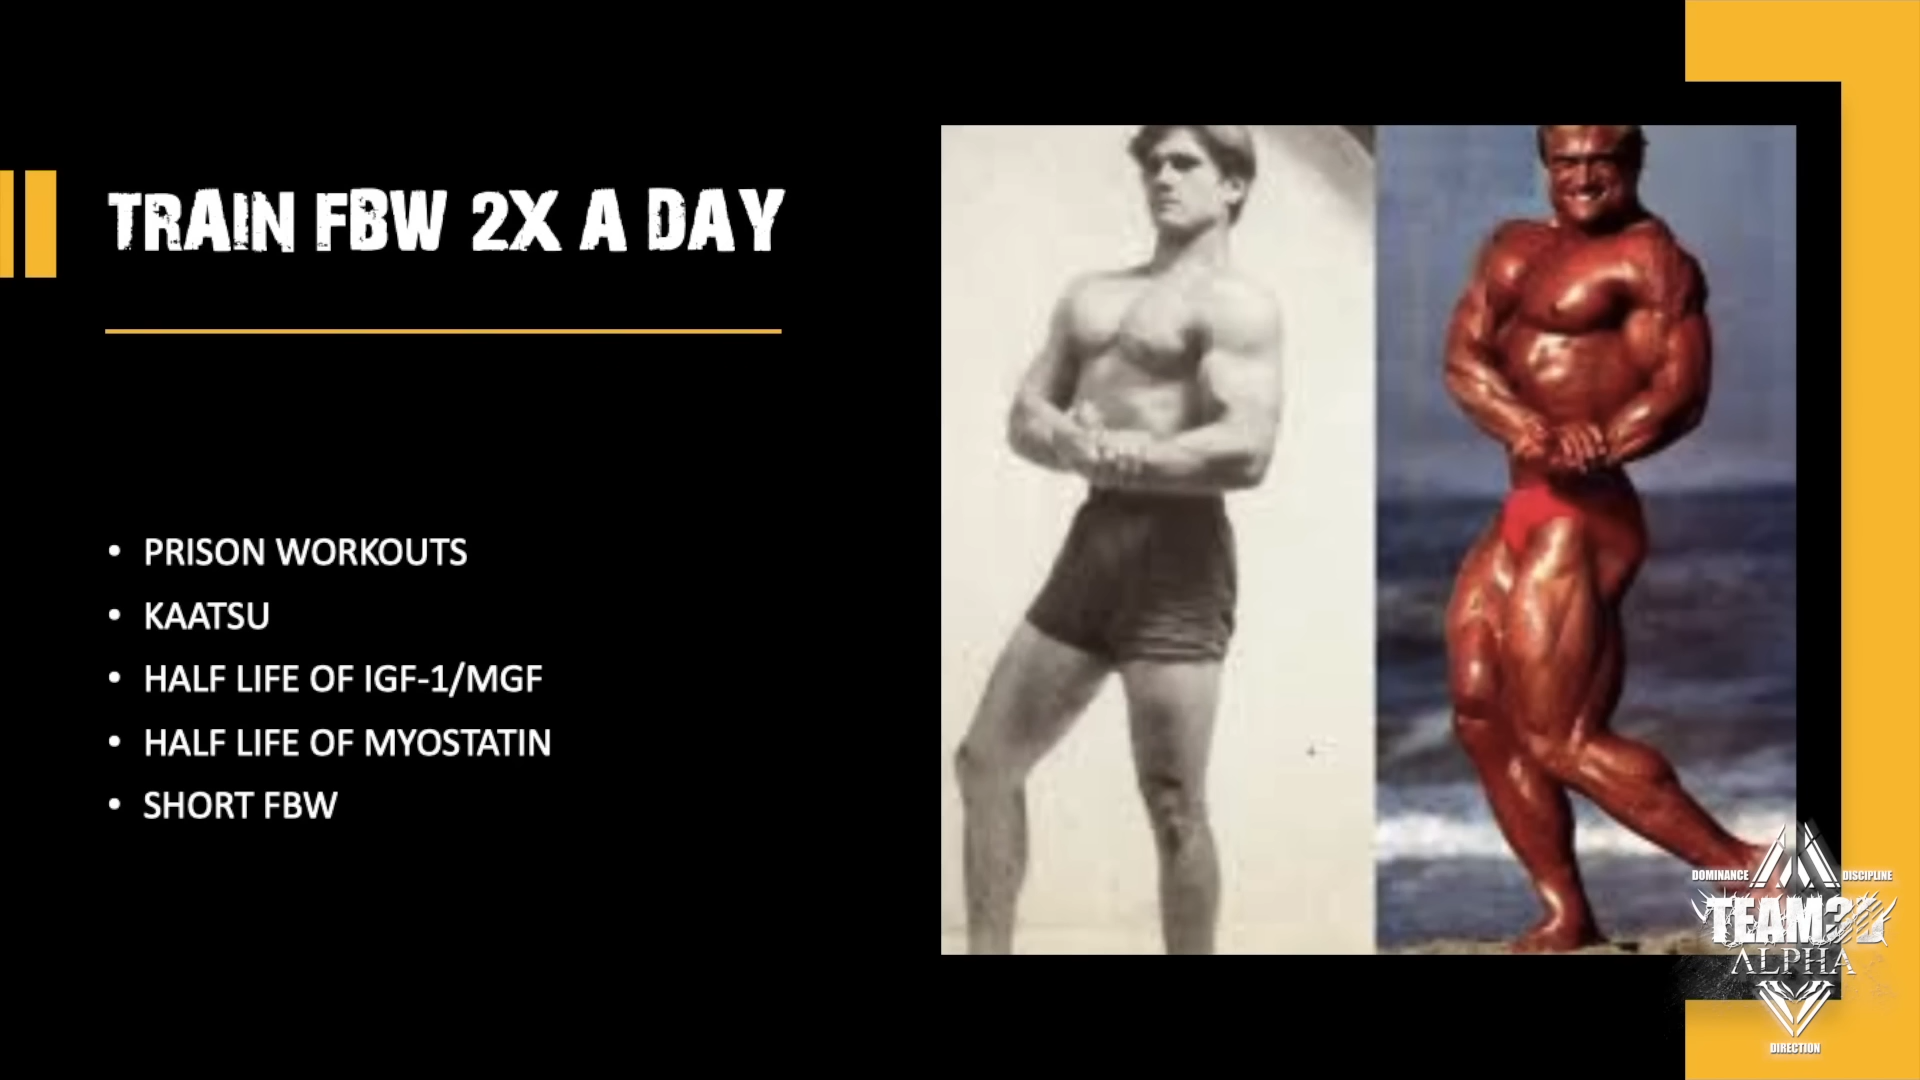 TRAIN FBW 2X A DAY
• PRISON WORKOUTS
• KAATSU
• HALF LIFE OF IGF-1/MGF
• HALF LIFE OF MYOSTATIN
• SHORT FBW
DOMINANCE DISCIPLINE
TEAM3D
ALPHA
DIRECTION